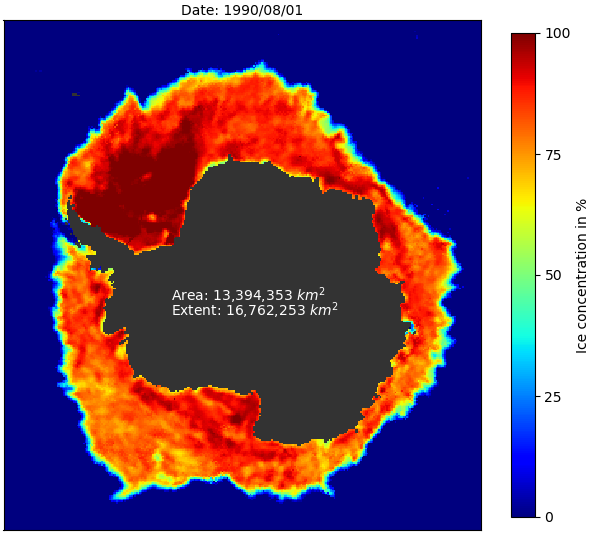 Date: 1990/08/01
Area: 13,394,353 km²
Extent: 16,762,253 km²
100
75
50
25
0
Ice concentration in %